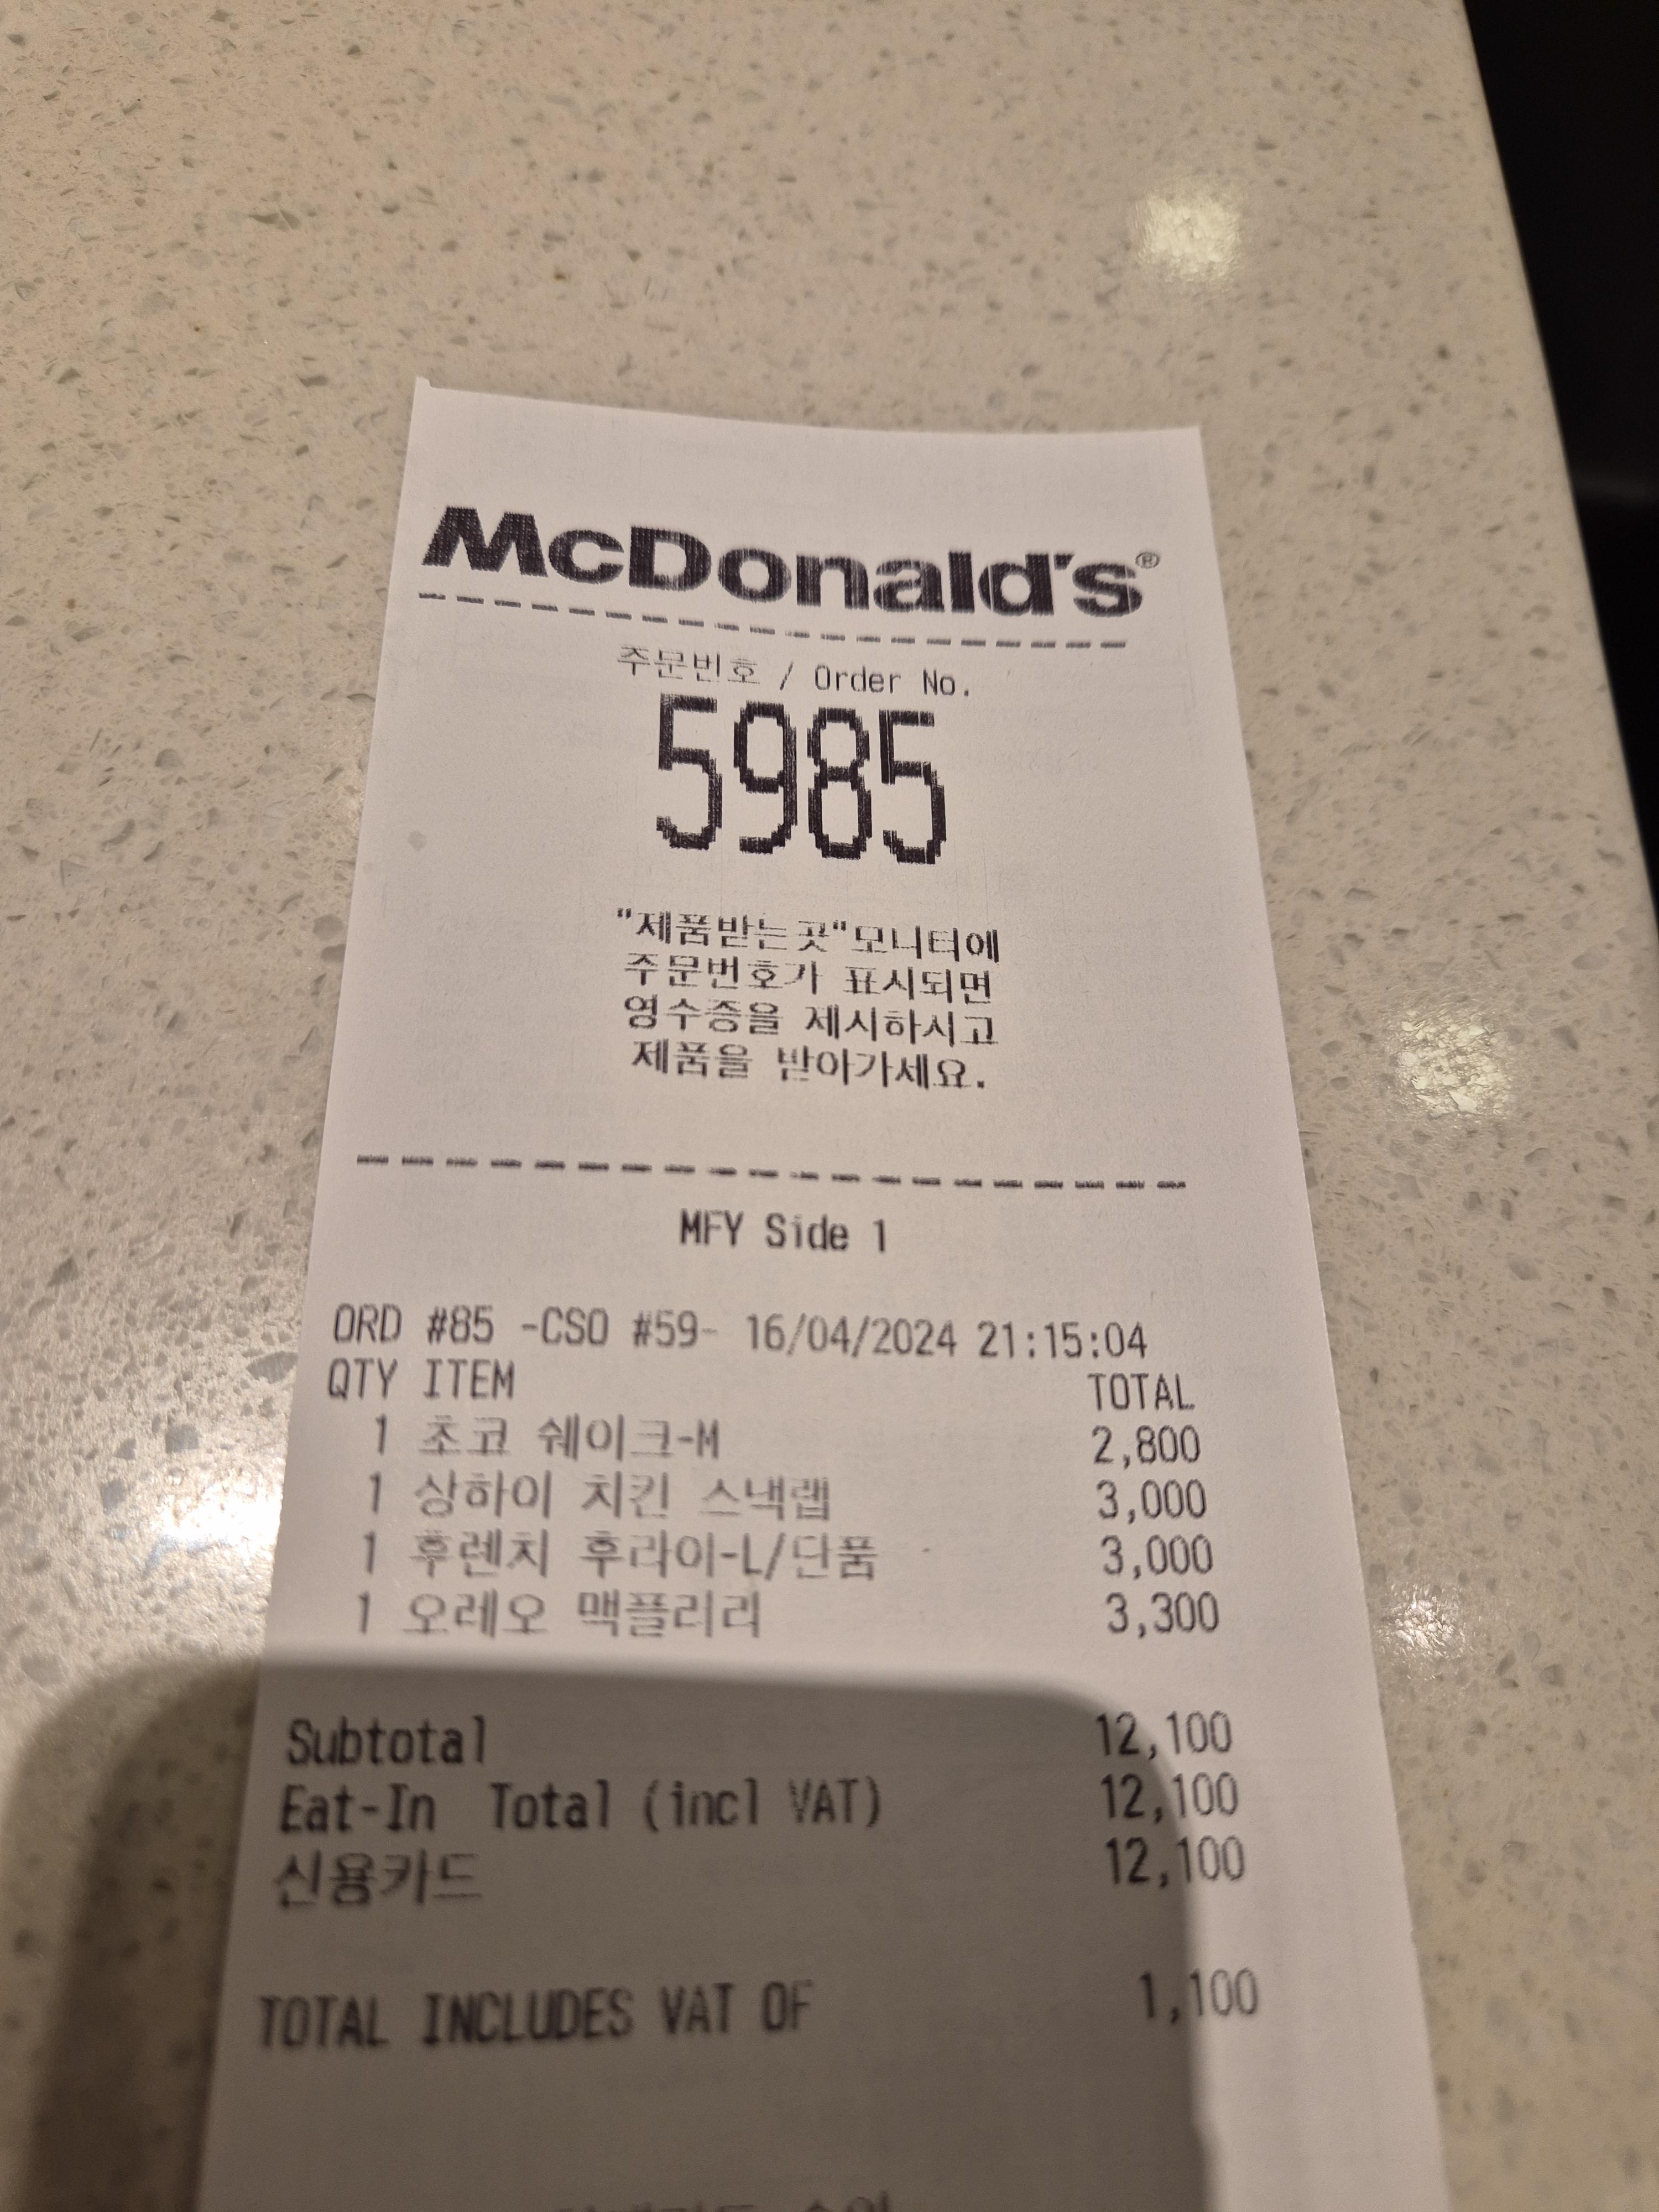 McDonald's®
주문번호 / Order No.
5985
"제품받는곳"모니터에
주문번호가 표시되면
영수증을 제시하시고
제품을 받아가세요.
MFY Side 1
ORD #85 -CSO #59- 16/04/2024 21:15:04
QTY ITEM TOTAL
1 초코 쉐이크-M 2,800
1 상하이 치킨 스낵랩 3,000
1 후렌치 후라이-L/단품 3,000
1 오레오 맥플러리 3,300
Subtotal 12,100
Eat-In Total (incl VAT) 12,100
신용카드 12,100
TOTAL INCLUDES VAT OF 1,100